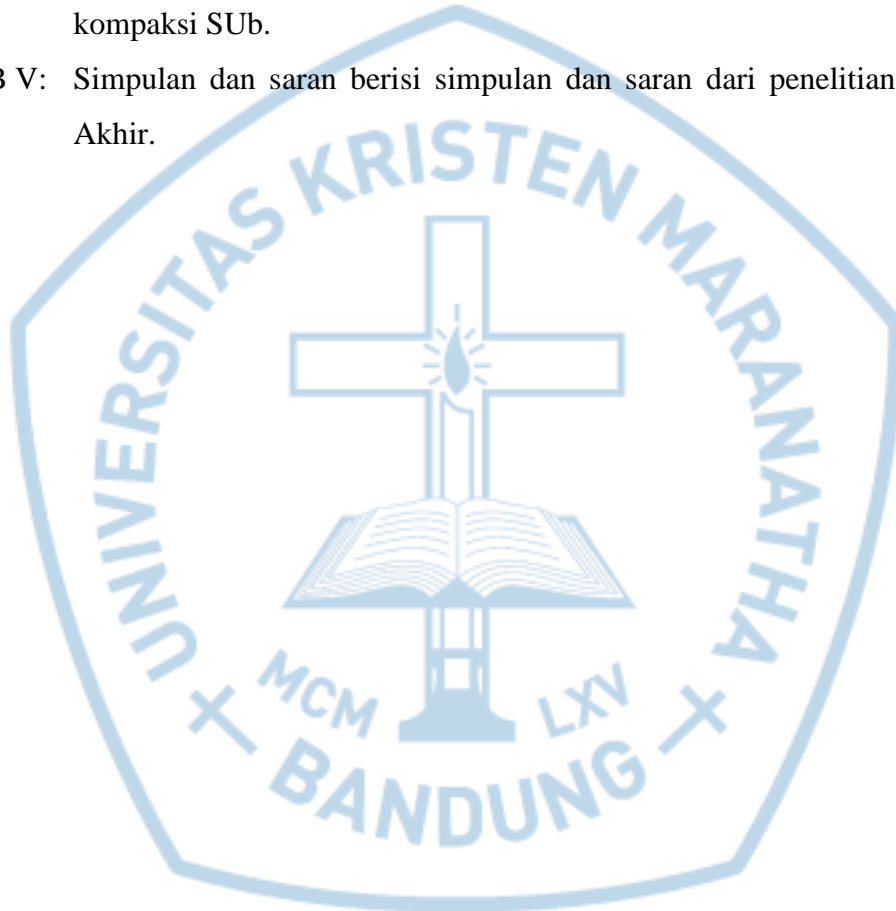 kompaksi SUb.
B V: Simpulan dan saran berisi simpulan dan saran dari penelitian
Akhir.
UNIVERSITAS KRISTEN MARANATHA
MCM LXV
BANDUNG